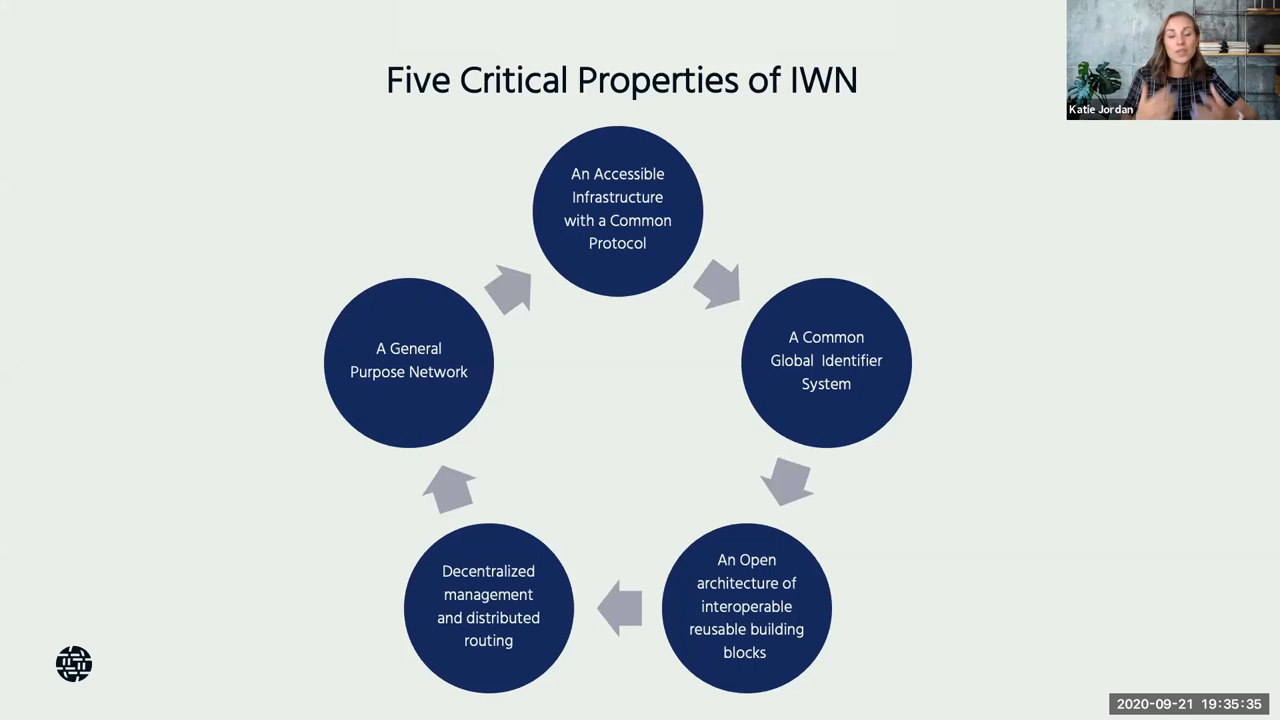 Five Critical Properties of IWN
Katie Jordan
An Accessible
Infrastructure
with a Common
Protocol
A Common
Global Identifier
System
An Open
architecture of
interoperable
reusable building
blocks
Decentralized
management
and distributed
routing
A General
Purpose Network
2020-09-21 19:35:35